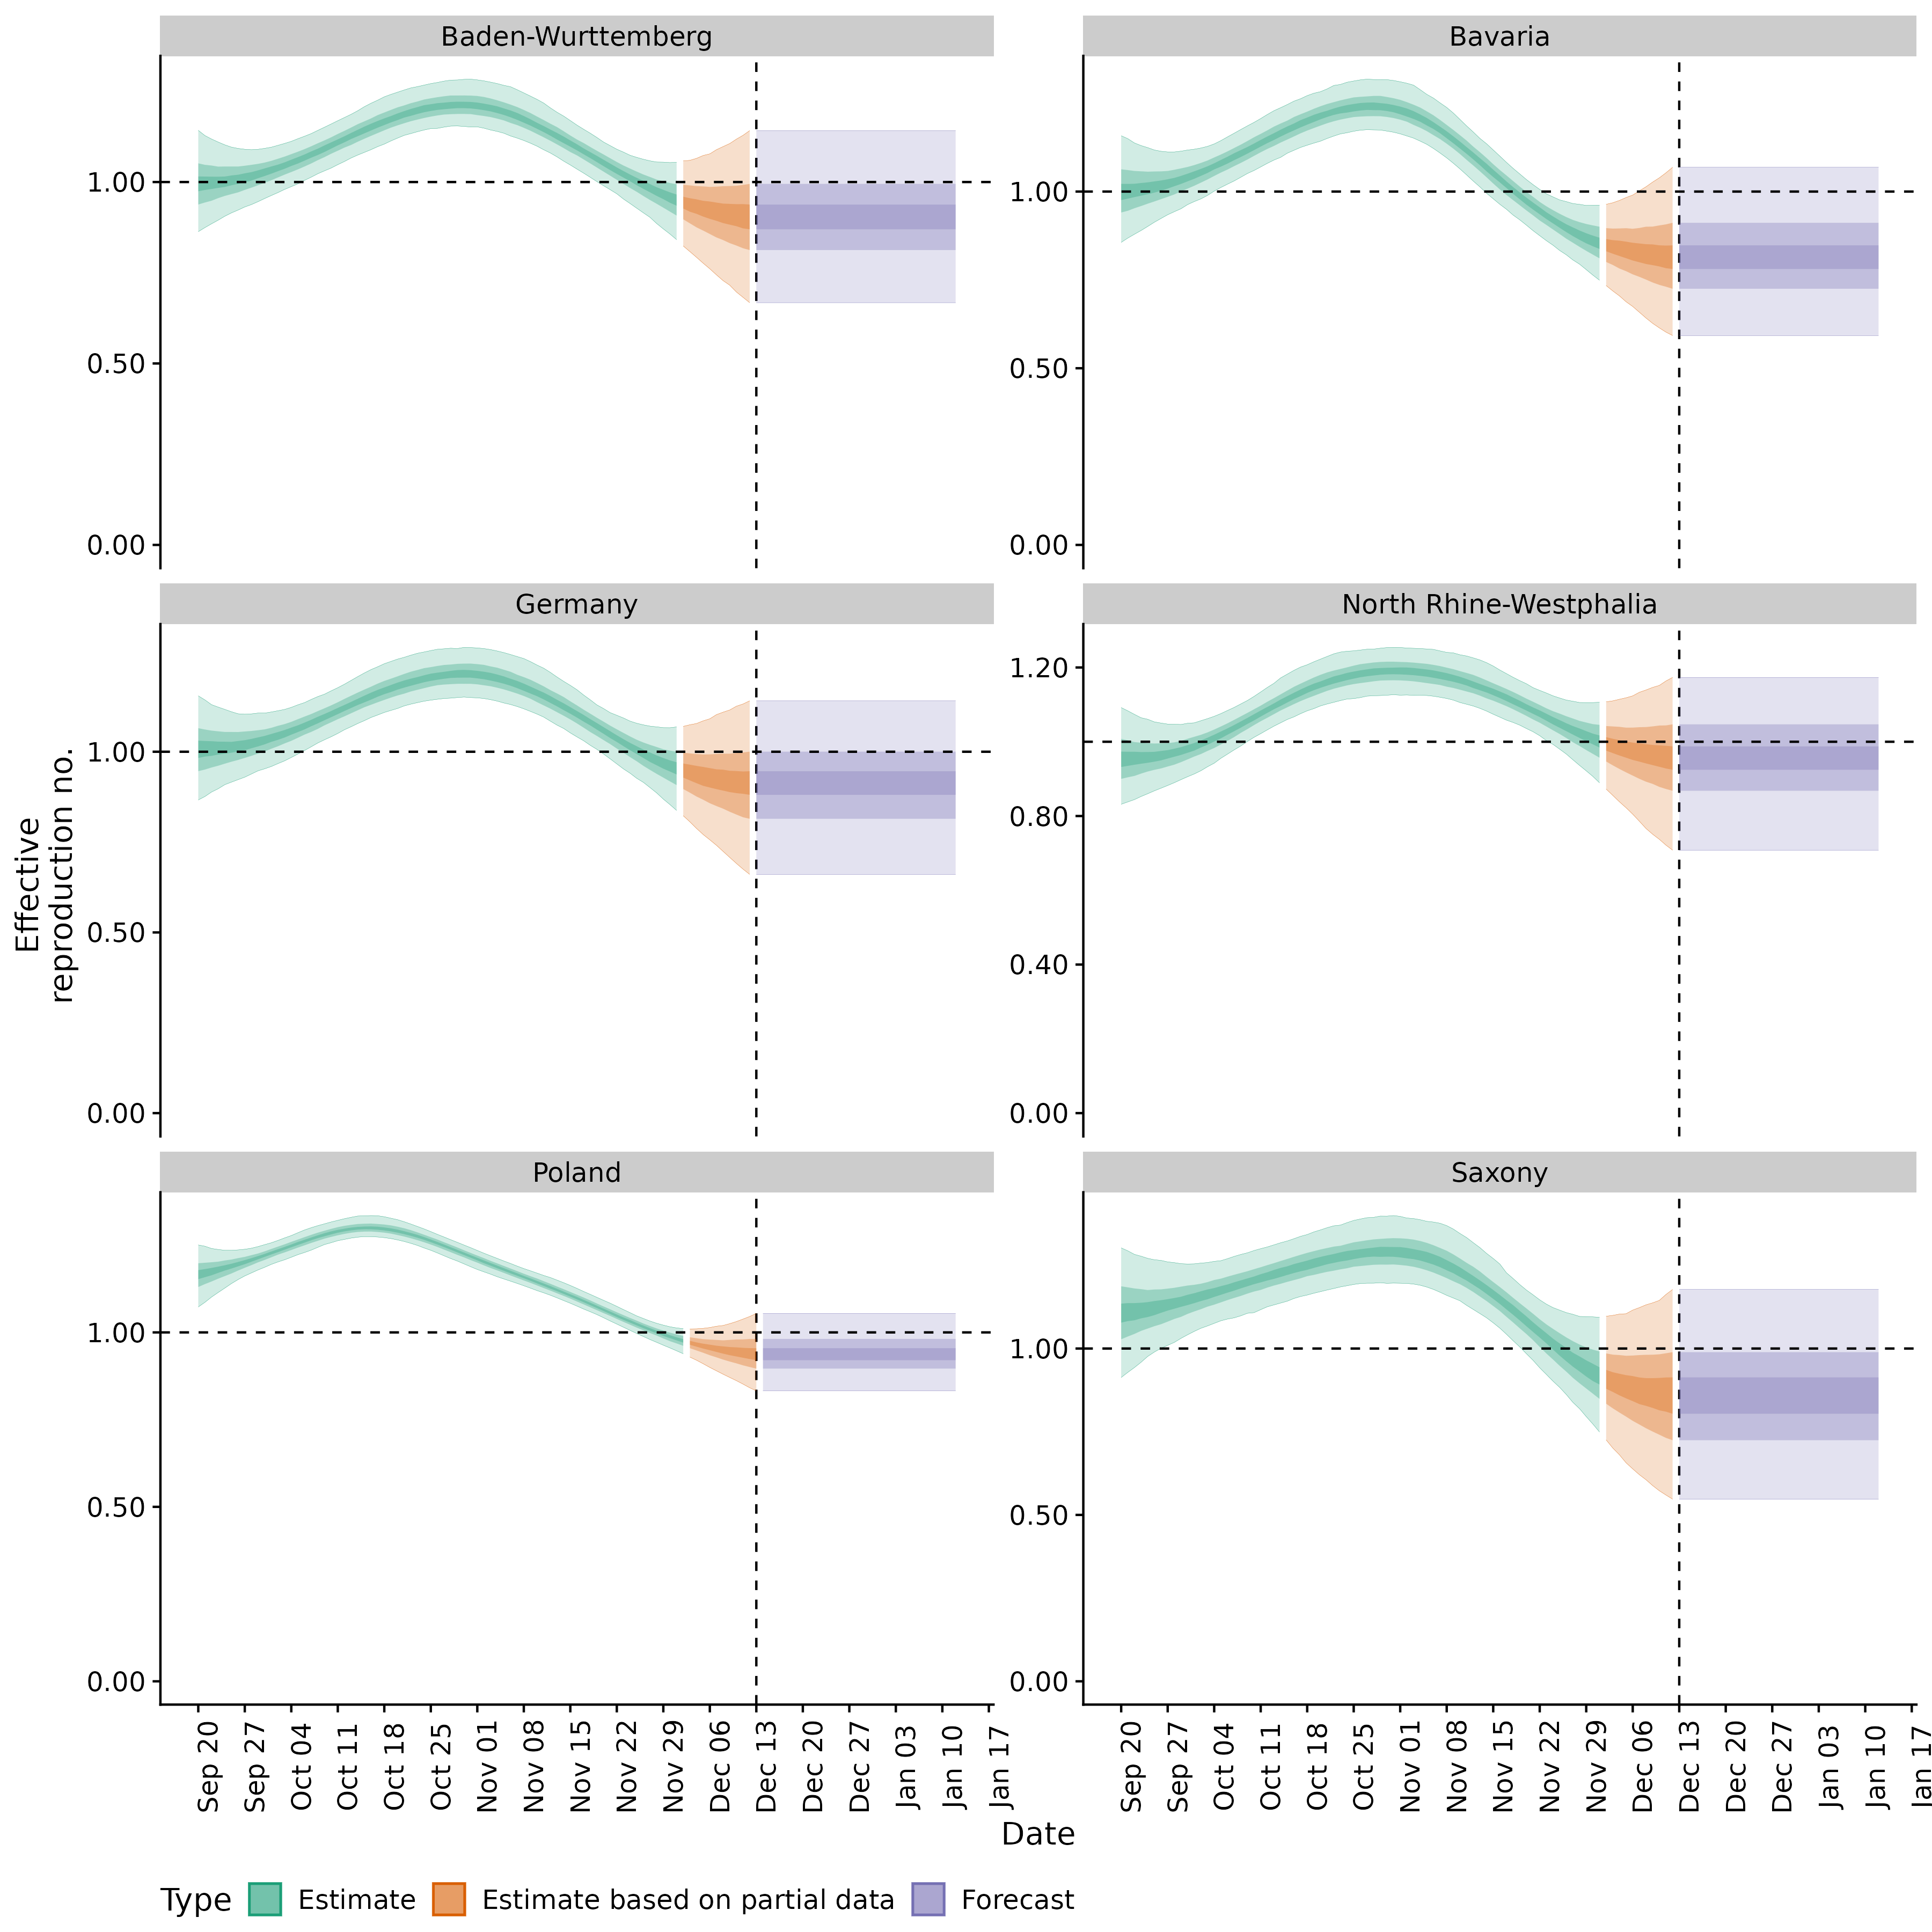 Baden-Wurttemberg
Bavaria
1.00
0.50
0.00
1.00
0.50
0.00
Germany
North Rhine-Westphalia
1.00
0.50
0.00
1.20
0.80
0.40
0.00
Effective
reproduction no.
Poland
Saxony
1.00
0.50
0.00
1.00
0.50
0.00
Sep 20
Sep 27
Oct 04
Oct 11
Oct 18
Oct 25
Nov 01
Nov 08
Nov 15
Nov 22
Nov 29
Dec 06
Dec 13
Dec 20
Dec 27
Jan 03
Jan 10
Jan 17
Sep 20
Sep 27
Oct 04
Oct 11
Oct 18
Oct 25
Nov 01
Nov 08
Nov 15
Nov 22
Nov 29
Dec 06
Dec 13
Dec 20
Dec 27
Jan 03
Jan 10
Jan 17
Date
Type Estimate Estimate based on partial data Forecast